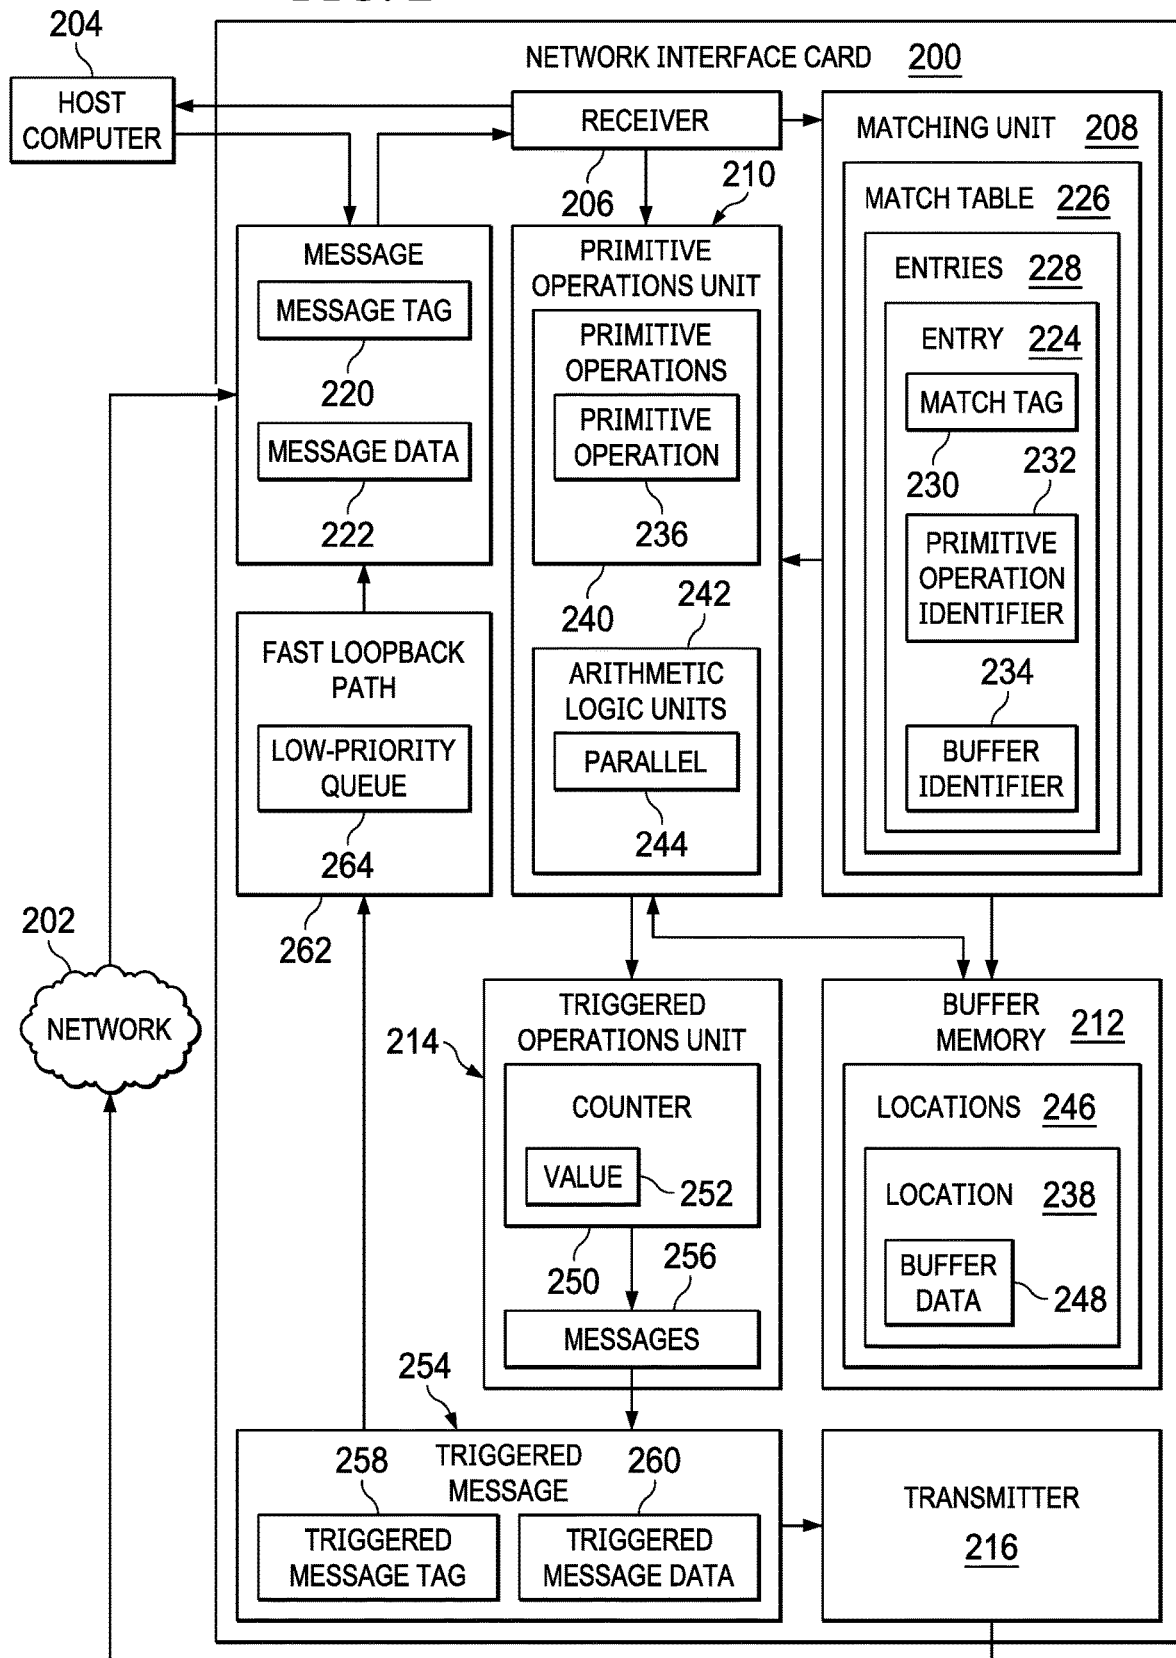 204
NETWORK INTERFACE CARD 200
HOST
COMPUTER
RECEIVER
206
MATCHING UNIT 208
MATCH TABLE 226
ENTRIES 228
ENTRY 224
MATCH TAG
230
232
PRIMITIVE
OPERATION
IDENTIFIER
234
BUFFER
IDENTIFIER
MESSAGE
MESSAGE TAG
220
MESSAGE DATA
222
210
PRIMITIVE
OPERATIONS UNIT
PRIMITIVE
OPERATIONS
PRIMITIVE
OPERATION
236
240
242
ARITHMETIC
LOGIC UNITS
PARALLEL
244
FAST LOOPBACK
PATH
LOW-PRIORITY
QUEUE
264
262
202
NETWORK
214
TRIGGERED
OPERATIONS UNIT
COUNTER
VALUE
252
250
256
MESSAGES
BUFFER
MEMORY 212
LOCATIONS 246
LOCATION 238
BUFFER
DATA
248
254
TRIGGERED
MESSAGE
258
260
TRIGGERED
MESSAGE TAG
TRIGGERED
MESSAGE DATA
TRANSMITTER
216